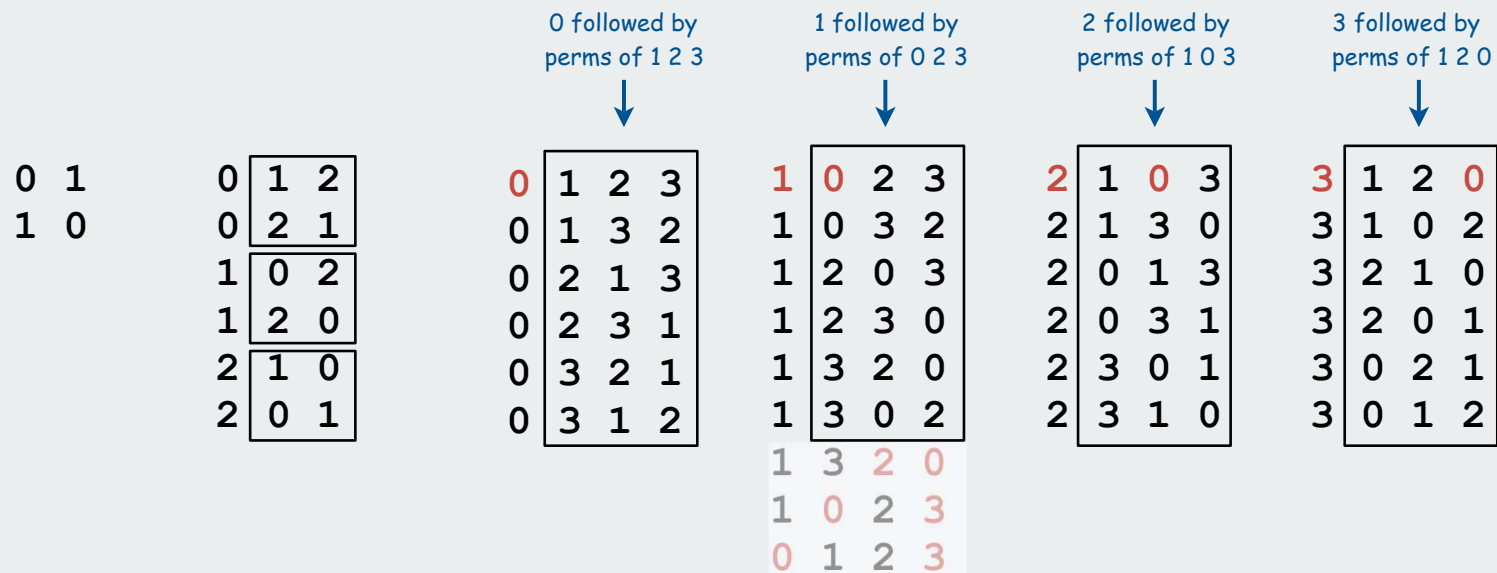 0 followed by
perms of 1 2 3
1 followed by
perms of 0 2 3
2 followed by
perms of 1 0 3
3 followed by
perms of 1 2 0
0 1
1 0
0 1 2
0 2 1
1 0 2
1 2 0
2 1 0
2 0 1
0 1 2 3
0 1 3 2
0 2 1 3
0 2 3 1
0 3 2 1
0 3 1 2
1 0 2 3
1 0 3 2
1 2 0 3
1 2 3 0
1 3 2 0
1 3 0 2
1 3 2 0
1 0 2 3
0 1 2 3
2 1 0 3
2 1 3 0
2 0 1 3
2 0 3 1
2 3 0 1
2 3 1 0
3 1 2 0
3 1 0 2
3 2 1 0
3 2 0 1
3 0 2 1
3 0 1 2